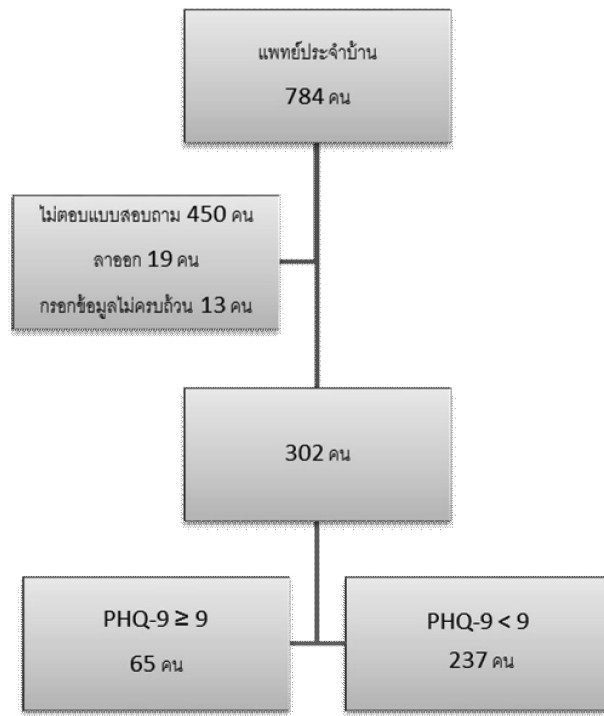 แพทย์ประจำบ้าน
784 คน
ไม่ตอบแบบสอบถาม 450 คน
ลาออก 19 คน
กรอกข้อมูลไม่ครบถ้วน 13 คน
302 คน
PHQ-9 ≥ 9
65 คน
PHQ-9 < 9
237 คน